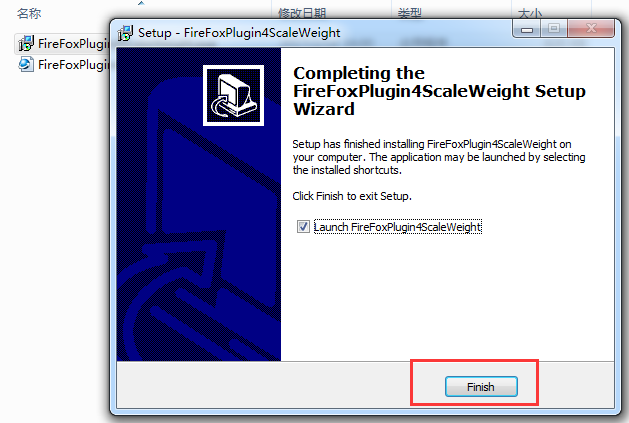 名称
修改日期
类型
大小
FireFoxPlugin
FireFoxPlugin
Setup - FireFoxPlugin4ScaleWeight
Completing the
FireFoxPlugin4ScaleWeight Setup
Wizard
Setup has finished installing FireFoxPlugin4ScaleWeight on
your computer. The application may be launched by selecting
the installed shortcuts.
Click Finish to exit Setup.
Launch FireFoxPlugin4ScaleWeight
Finish